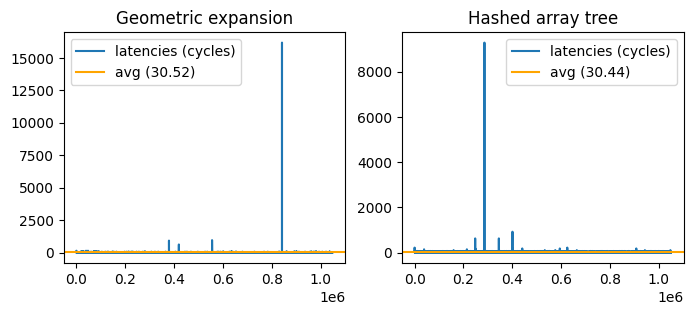 Geometric expansion
15000
12500
10000
7500
5000
2500
0
latencies (cycles)
avg (30.52)
0.0 0.2 0.4 0.6 0.8 1.0
1e6
Hashed array tree
8000
6000
4000
2000
0
latencies (cycles)
avg (30.44)
0.0 0.2 0.4 0.6 0.8 1.0
1e6